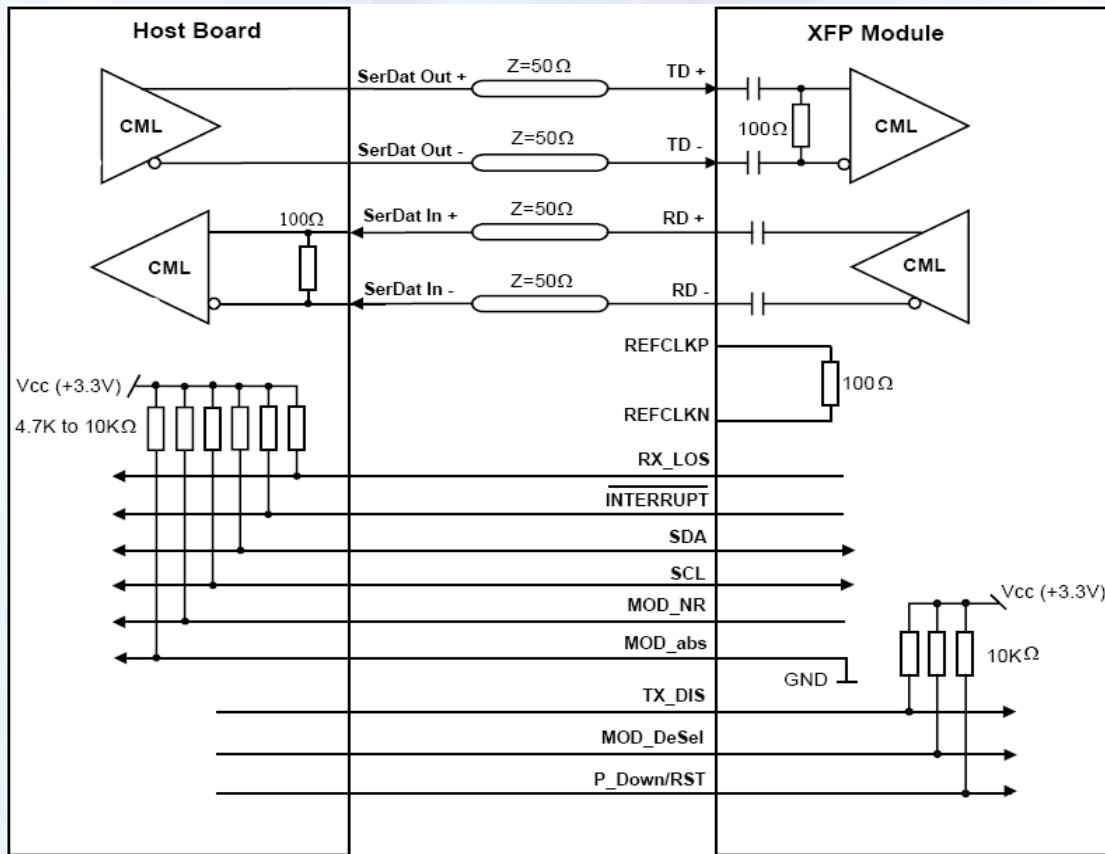 Host Board
XFP Module
SerDat Out +
Z=50Ω
TD +
CML
100Ω
CML
SerDat Out -
Z=50Ω
TD -
SerDat In +
Z=50Ω
RD +
100Ω
CML
CML
SerDat In -
Z=50Ω
RD -
REFCLKP
Vcc (+3.3V)
100Ω
4.7K to 10KΩ
REFCLKN
RX_LOS
INTERRUPT
SDA
SCL
Vcc (+3.3V)
MOD_NR
MOD_abs
10KΩ
GND
TX_DIS
MOD_DeSel
P_Down/RST